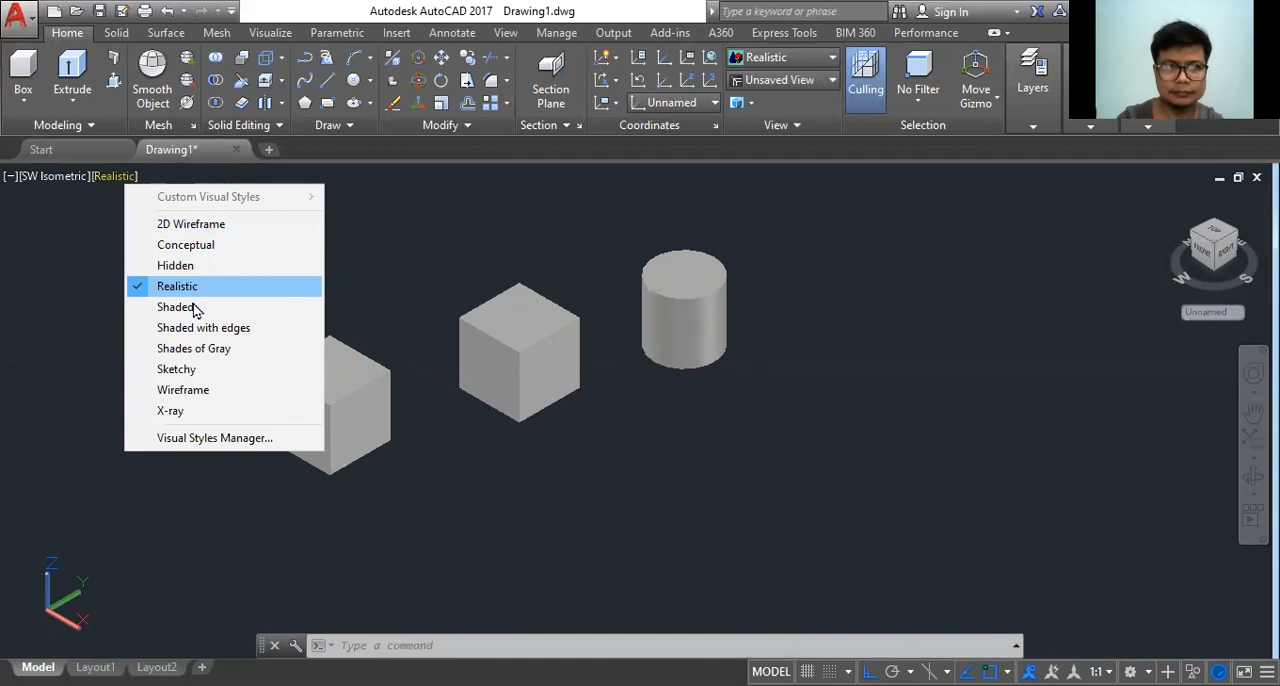 Autodesk AutoCAD 2017 Drawing1.dwg
Type a keyword or phrase
Sign In
Home Solid Surface Mesh Visualize Parametric Insert Annotate View Manage Output Add-ins A360 Express Tools BIM 360 Performance
Box
Extrude
Smooth Object
Section Plane
Realistic
Unsaved View
Unnamed
Culling
No Filter
Move Gizmo
Layers
Modeling Mesh Solid Editing Draw Modify Section Coordinates View Selection
Start
Drawing1*
[−][SW Isometric][Realistic]
Custom Visual Styles
2D Wireframe
Conceptual
Hidden
Realistic
Shaded
Shaded with edges
Shades of Gray
Sketchy
Wireframe
X-ray
Visual Styles Manager...
TOP
FRONT
RIGHT
W
S
Unnamed
Z
Y
X
Type a command
Model Layout1 Layout2
MODEL
1:1